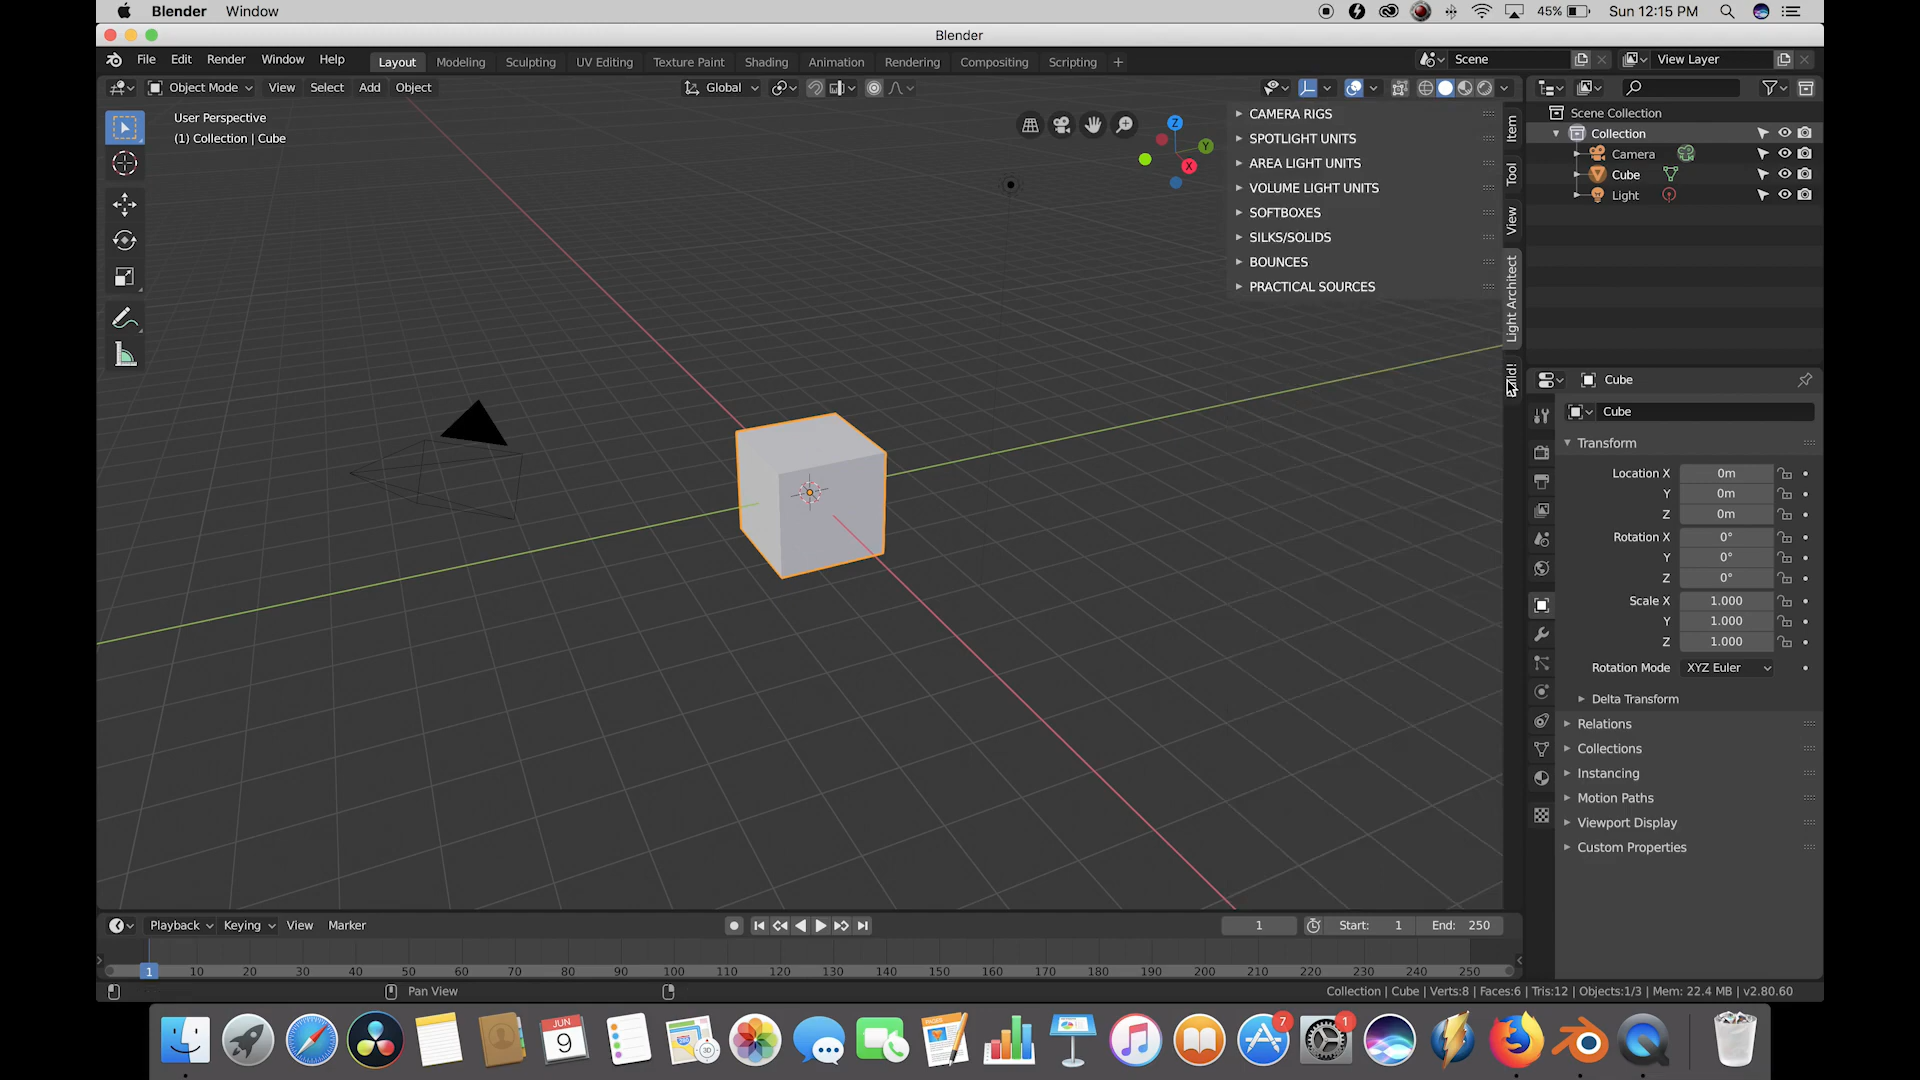 Blender Window
45% Sun 12:15 PM
Blender
File Edit Render Window Help
Layout Modeling Sculpting UV Editing Texture Paint Shading Animation Rendering Compositing Scripting +
Scene
View Layer
Object Mode View Select Add Object
Global
User Perspective
(1) Collection | Cube
Z
Y
X
CAMERA RIGS
SPOTLIGHT UNITS
AREA LIGHT UNITS
VOLUME LIGHT UNITS
SOFTBOXES
SILKS/SOLIDS
BOUNCES
PRACTICAL SOURCES
Item
Tool
View
Light Architect
Scene Collection
Collection
Camera
Cube
Light
Cube
Cube
Transform
Location X 0m
Y 0m
Z 0m
Rotation X 0°
Y 0°
Z 0°
Scale X 1.000
Y 1.000
Z 1.000
Rotation Mode XYZ Euler
Delta Transform
Relations
Collections
Instancing
Motion Paths
Viewport Display
Custom Properties
Playback Keying View Marker
1 Start: 1 End: 250
1 10 20 30 40 50 60 70 80 90 100 110 120 130 140 150 160 170 180 190 200 210 220 230 240 250
Pan View
Collection | Cube | Verts:8 | Faces:6 | Tris:12 | Objects:1/3 | Mem: 22.4 MB | v2.80.60
JUN
9
PAGES
7
1